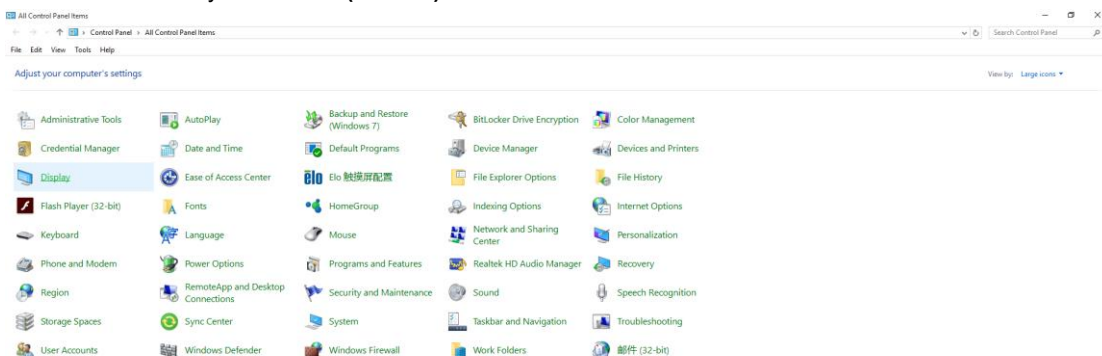 All Control Panel Items
Control Panel › All Control Panel Items
Search Control Panel
File Edit View Tools Help
Adjust your computer's settings
View by: Large icons
Administrative Tools
AutoPlay
Backup and Restore
(Windows 7)
BitLocker Drive Encryption
Color Management
Credential Manager
Date and Time
Default Programs
Device Manager
Devices and Printers
Display
Ease of Access Center
elo
Elo 触摸屏配置
File Explorer Options
File History
Flash Player (32-bit)
Fonts
HomeGroup
Indexing Options
Internet Options
Keyboard
Language
Mouse
Network and Sharing
Center
Personalization
Phone and Modem
Power Options
Programs and Features
Realtek HD Audio Manager
Recovery
Region
RemoteApp and Desktop
Connections
Security and Maintenance
Sound
Speech Recognition
Storage Spaces
Sync Center
System
Taskbar and Navigation
Troubleshooting
User Accounts
Windows Defender
Windows Firewall
Work Folders
邮件 (32-bit)